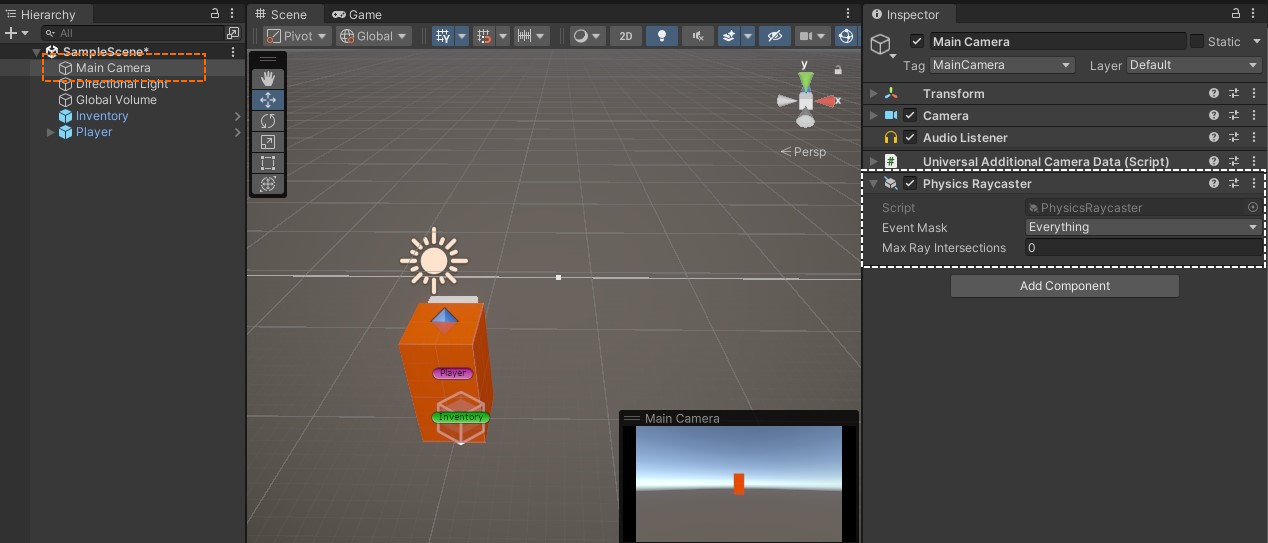 Hierarchy
All
SampleScene*
Main Camera
Directional Light
Global Volume
Inventory
Player
Scene
Game
Pivot
Global
2D
y
x
Persp
Player
Inventory
Main Camera
Inspector
Main Camera
Static
Tag
MainCamera
Layer
Default
Transform
Camera
Audio Listener
#
Universal Additional Camera Data (Script)
Physics Raycaster
Script
PhysicsRaycaster
Event Mask
Everything
Max Ray Intersections
0
Add Component